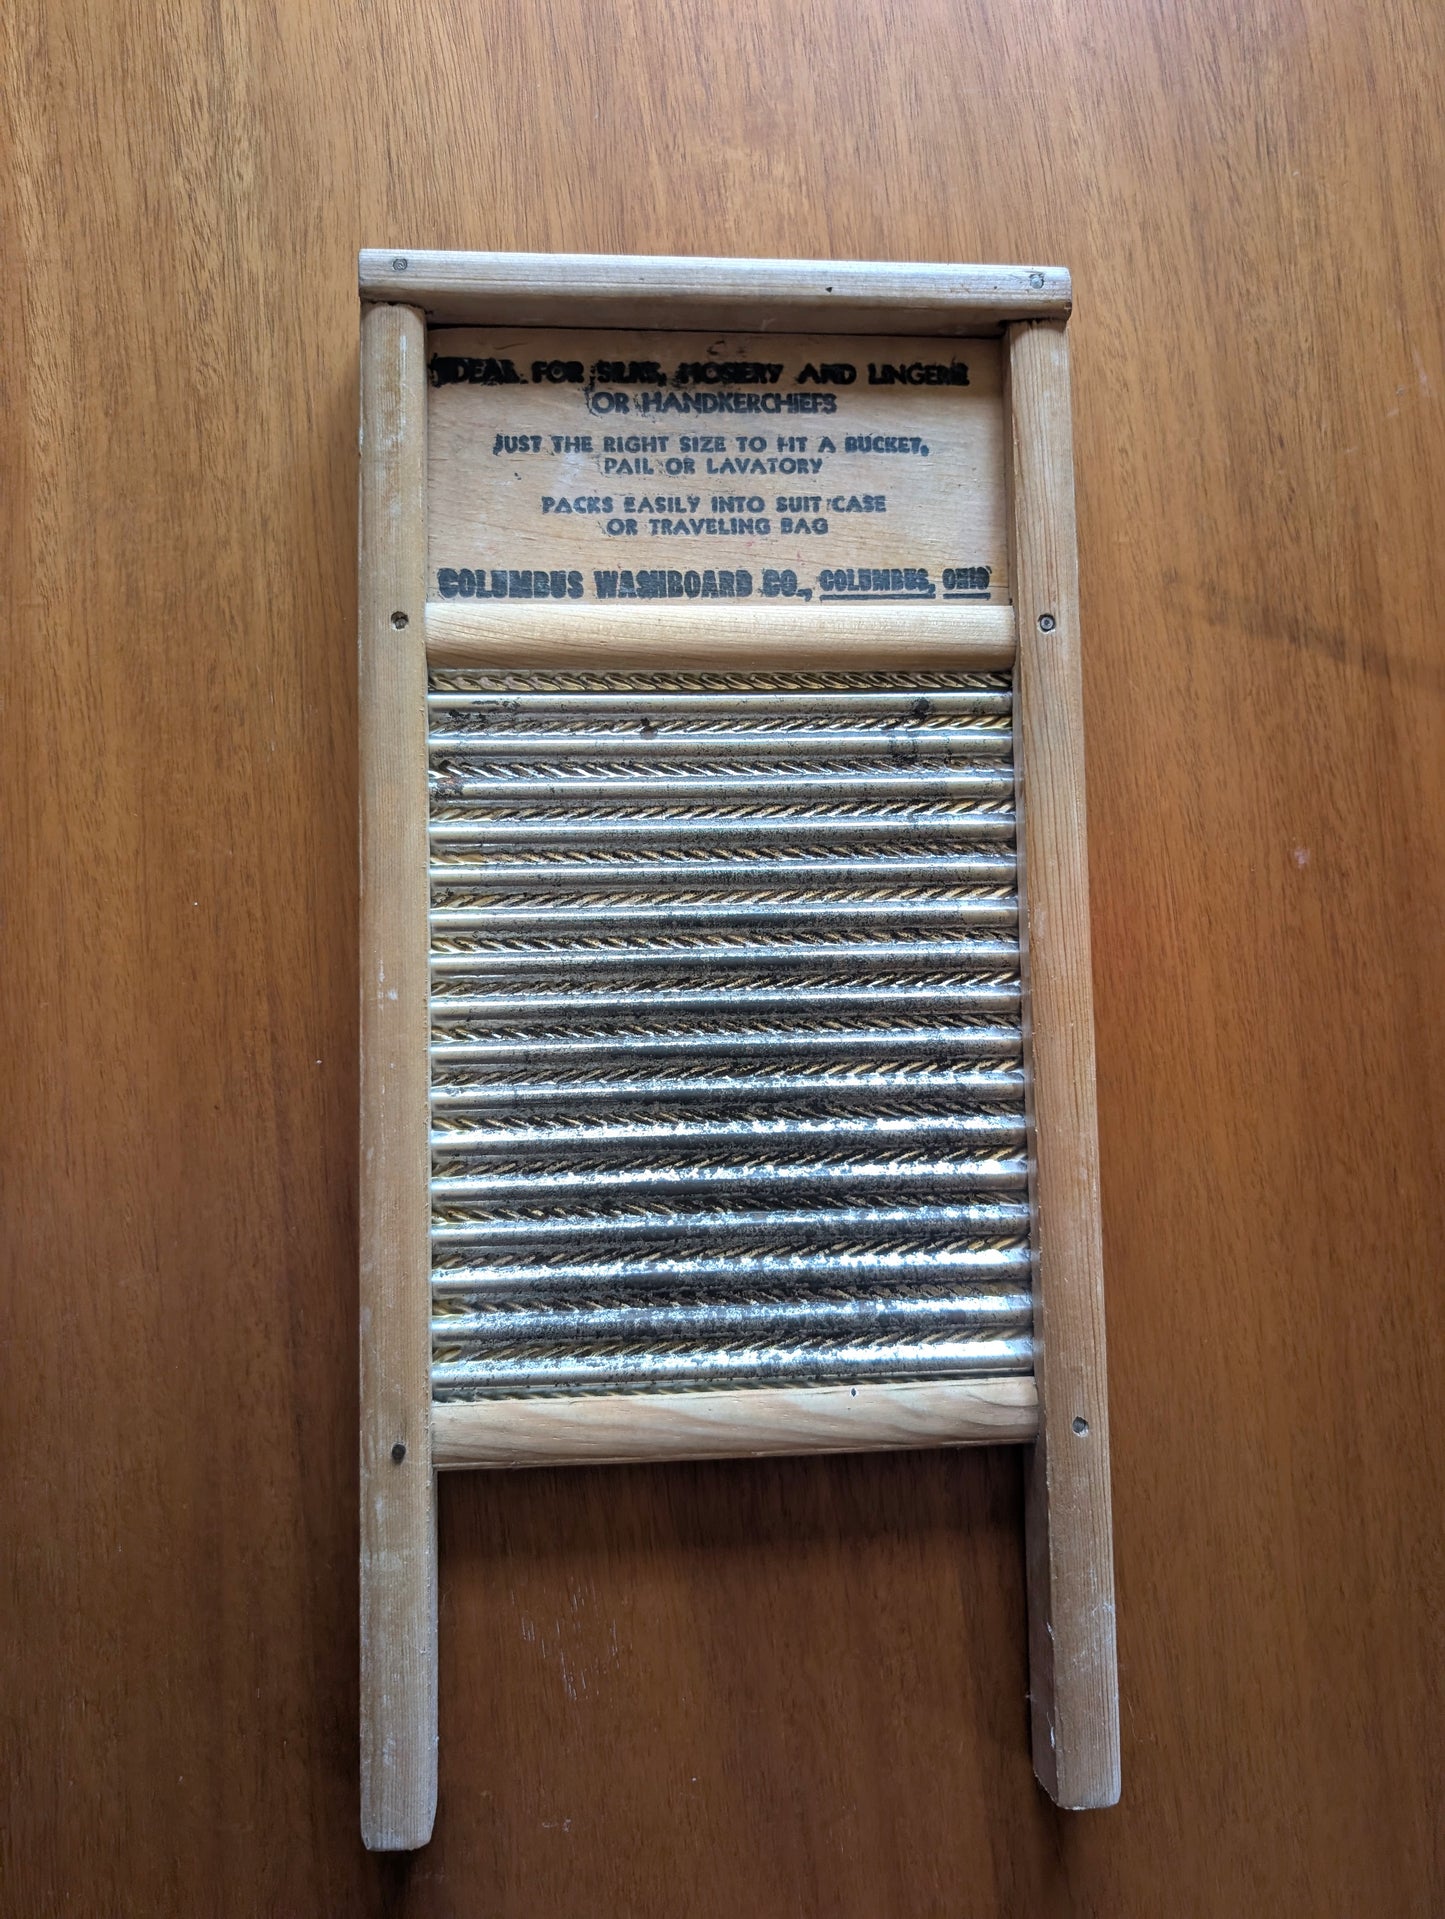 IDEAL FOR SILKS, HOSIERY AND LINGERIE
OR HANDKERCHIEFS
JUST THE RIGHT SIZE TO FIT A BUCKET,
PAIL OR LAVATORY
PACKS EASILY INTO SUIT CASE
OR TRAVELING BAG
COLUMBUS WASHBOARD CO., COLUMBUS, OHIO